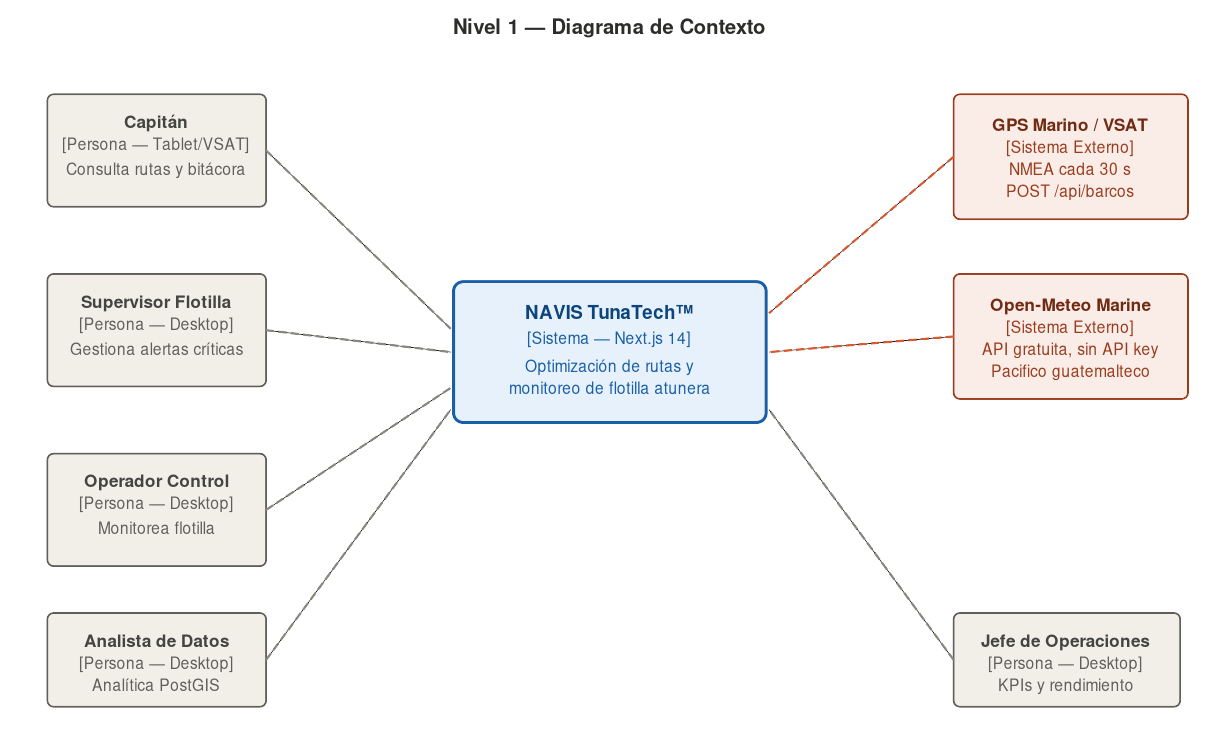 Nivel 1 — Diagrama de Contexto
Capitán
[Persona — Tablet/VSAT]
Consulta rutas y bitácora
GPS Marino / VSAT
[Sistema Externo]
NMEA cada 30 s
POST /api/barcos
Supervisor Flotilla
[Persona — Desktop]
Gestiona alertas críticas
NAVIS TunaTech™
[Sistema — Next.js 14]
Optimización de rutas y
monitoreo de flotilla atunera
Open-Meteo Marine
[Sistema Externo]
API gratuita, sin API key
Pacifico guatemalteco
Operador Control
[Persona — Desktop]
Monitorea flotilla
Analista de Datos
[Persona — Desktop]
Analítica PostGIS
Jefe de Operaciones
[Persona — Desktop]
KPIs y rendimiento